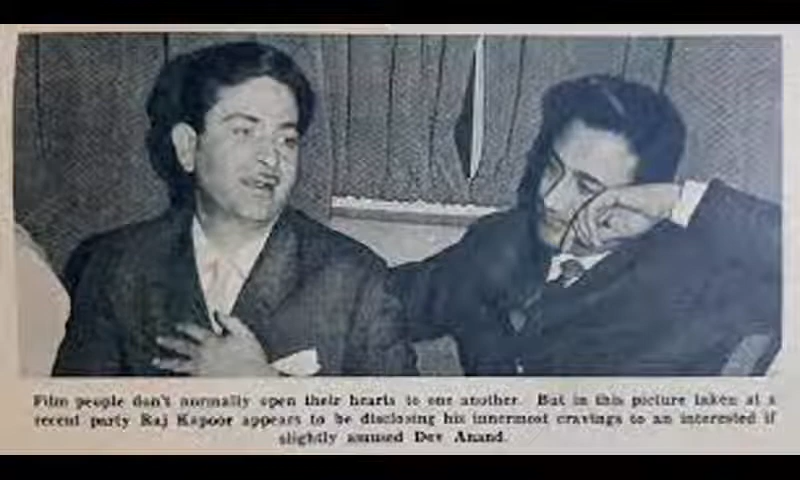 Film people don't normally open their hearts to one another. But in this picture taken at a
recent party Raj Kapoor appears to be disclosing his innermost cravings to an interested if
slightly amused Dev Anand.